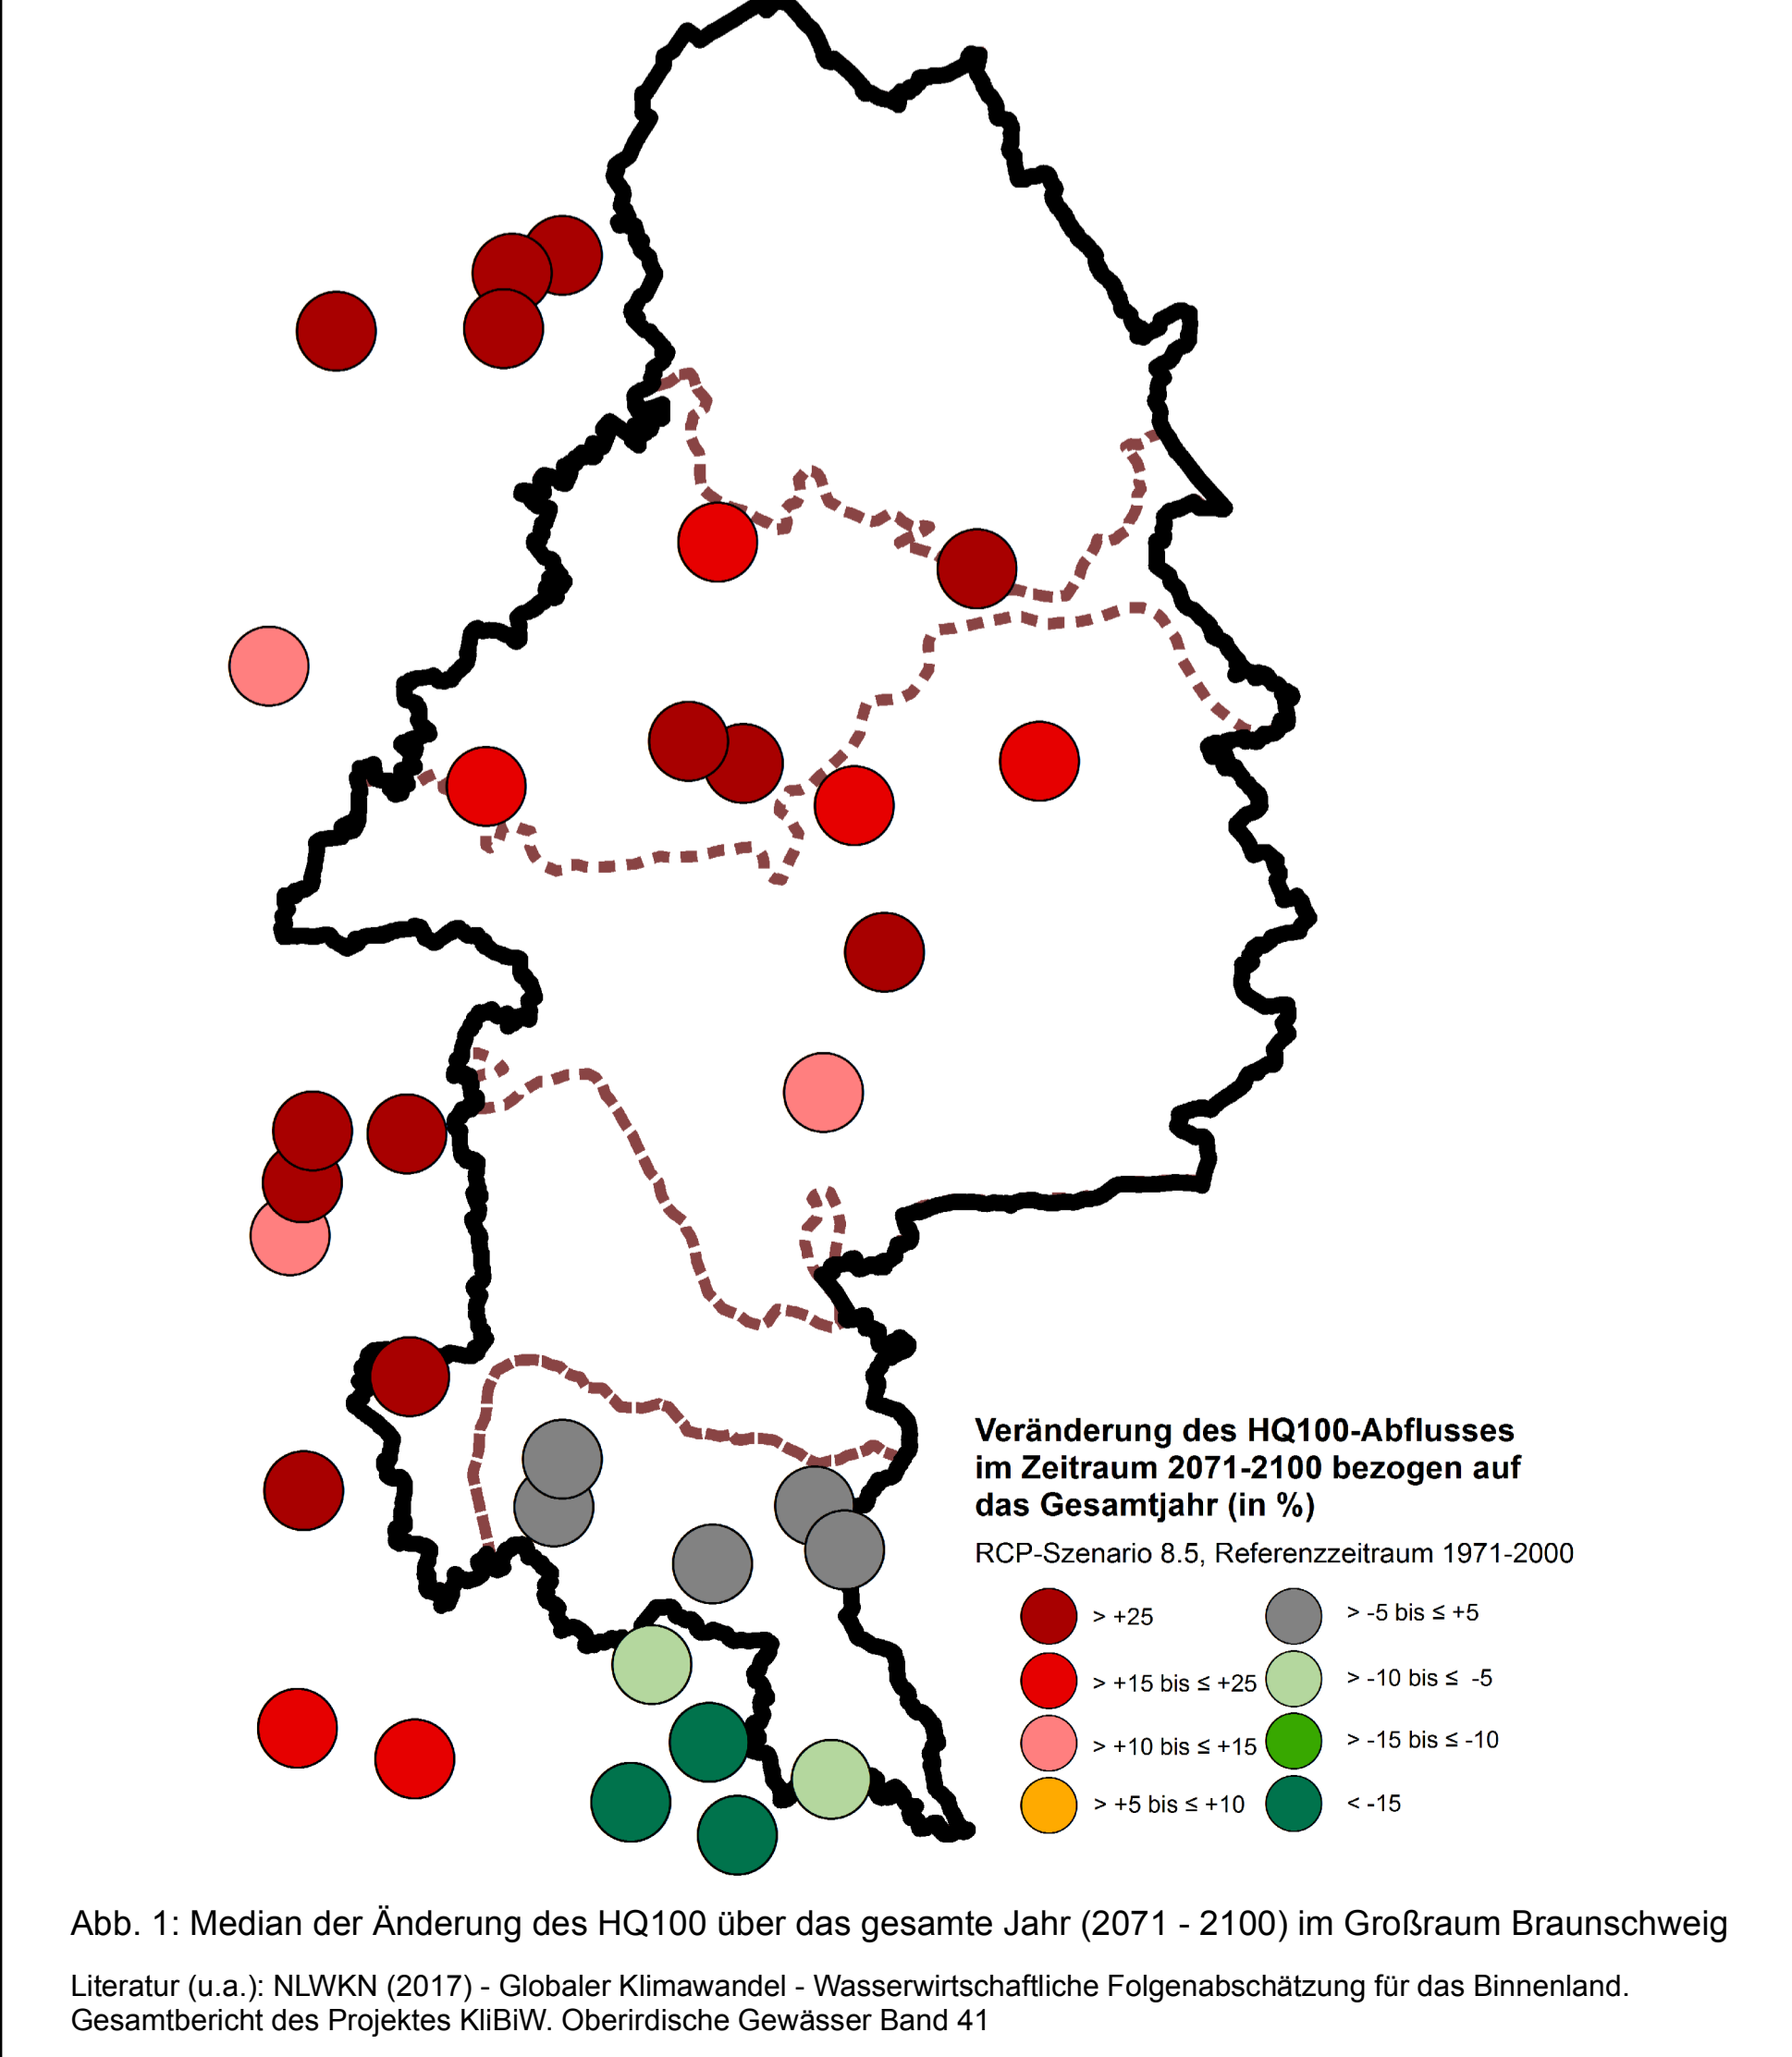 Veränderung des HQ100-Abflusses
im Zeitraum 2071-2100 bezogen auf
das Gesamtjahr (in %)
RCP-Szenario 8.5, Referenzzeitraum 1971-2000
> +25
> +15 bis ≤ +25
> +10 bis ≤ +15
> +5 bis ≤ +10
> -5 bis ≤ +5
> -10 bis ≤ -5
> -15 bis ≤ -10
< -15
Abb. 1: Median der Änderung des HQ100 über das gesamte Jahr (2071 - 2100) im Großraum Braunschweig
Literatur (u.a.): NLWKN (2017) - Globaler Klimawandel - Wasserwirtschaftliche Folgenabschätzung für das Binnenland.
Gesamtbericht des Projektes KliBiW. Oberirdische Gewässer Band 41